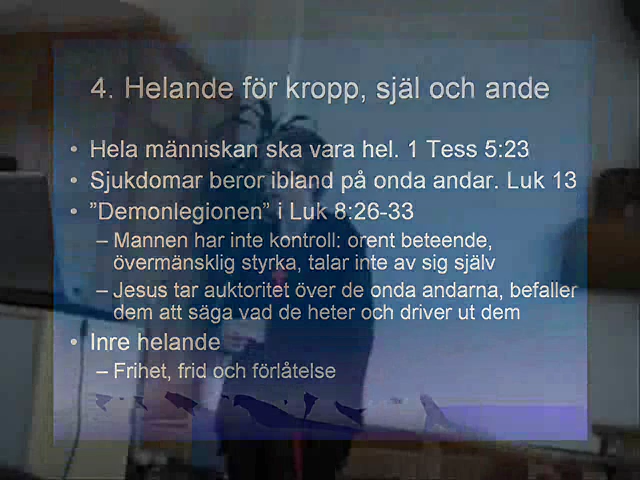 4. Helande för kropp, själ och ande
• Hela människan ska vara hel. 1 Tess 5:23
• Sjukdomar beror ibland på onda andar. Luk 13
• ”Demonlegionen” i Luk 8:26-33
– Mannen har inte kontroll: orent beteende,
övermänsklig styrka, talar inte av sig själv
– Jesus tar auktoritet över de onda andarna, befaller
dem att säga vad de heter och driver ut dem
• Inre helande
– Frihet, frid och förlåtelse